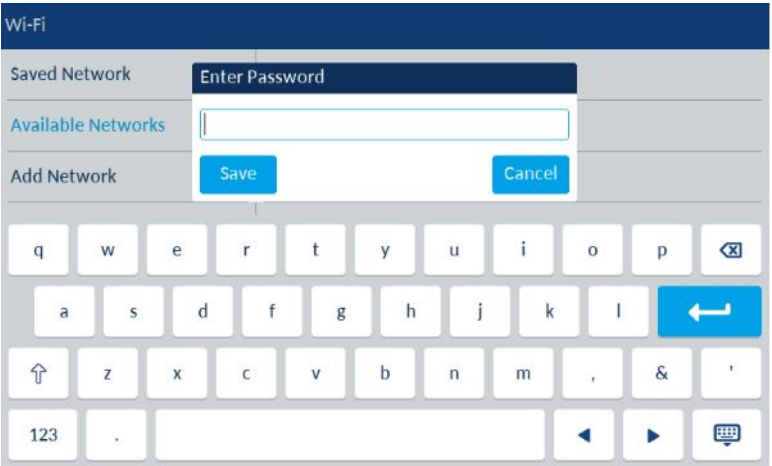 Wi-Fi
Saved Network
Enter Password
Available Networks
Add Network
Save
Cancel
q w e r t y u i o p
a s d f g h j k l
z x c v b n m , & '
123 .